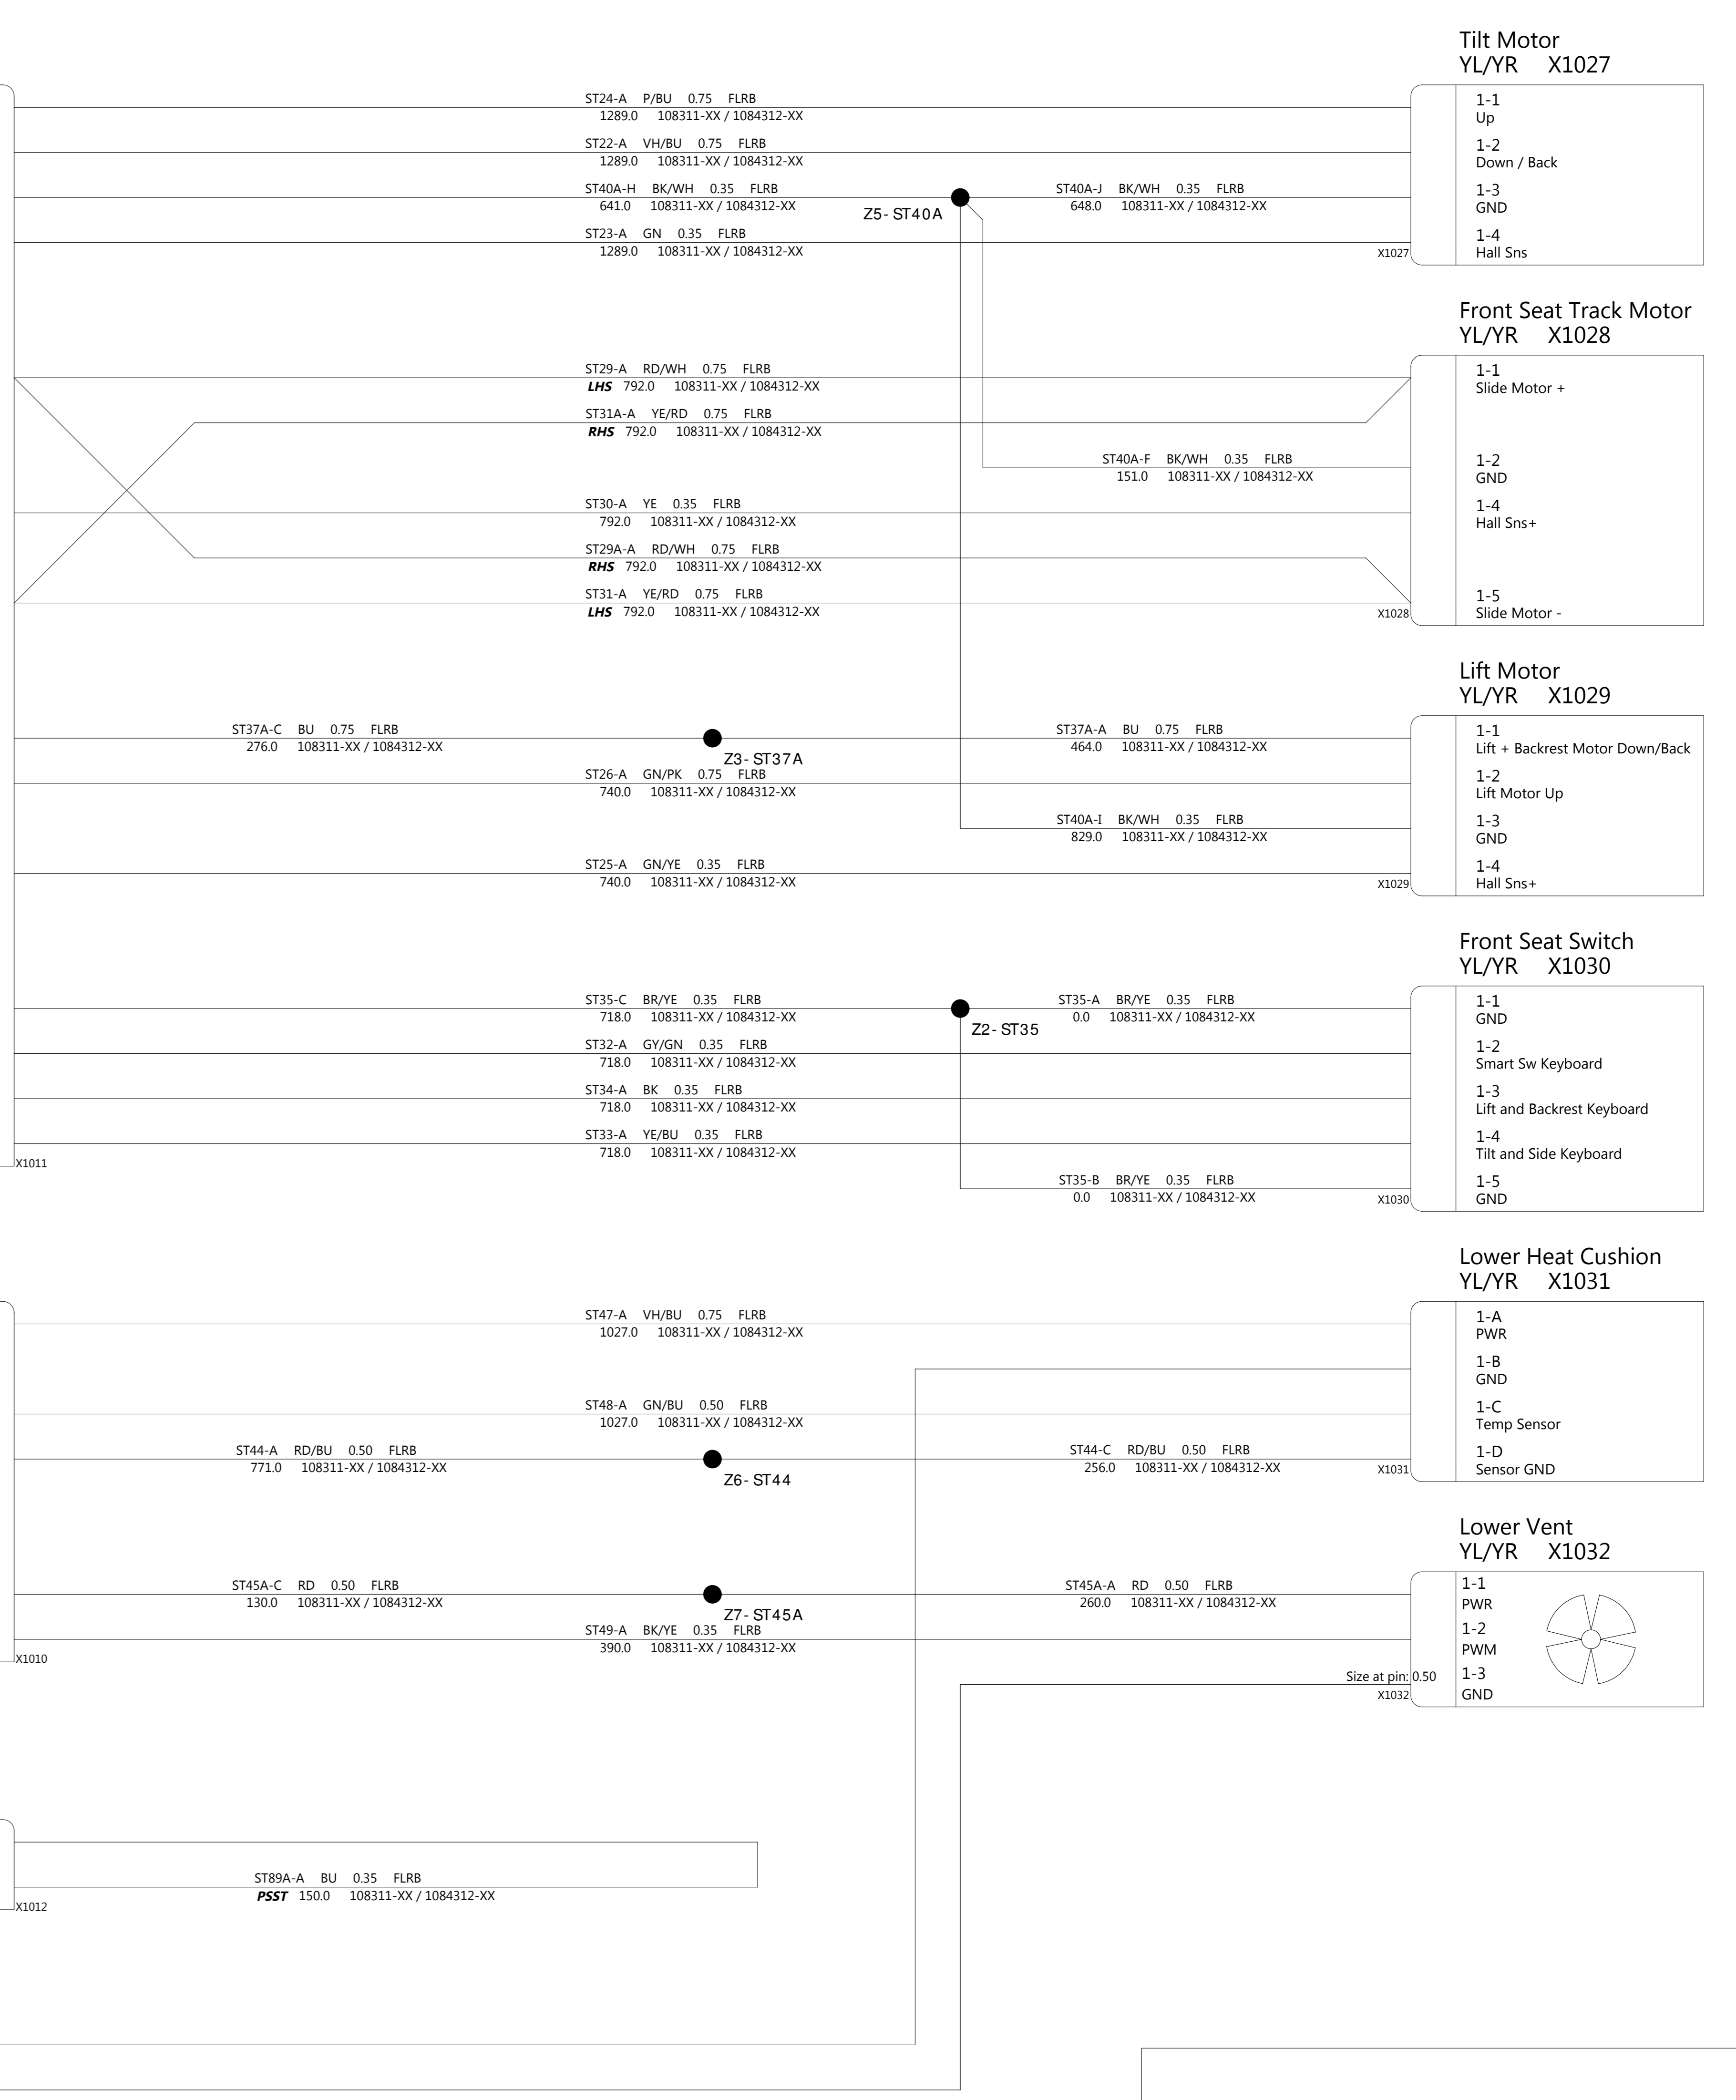 Tilt Motor
YL/YR X1027
ST24-A P/BU 0.75 FLRB
1289.0 108311-XX / 1084312-XX
1-1
Up
ST22-A VH/BU 0.75 FLRB
1289.0 108311-XX / 1084312-XX
1-2
Down / Back
ST40A-H BK/WH 0.35 FLRB
641.0 108311-XX / 1084312-XX
Z5-ST40A
ST40A-J BK/WH 0.35 FLRB
648.0 108311-XX / 1084312-XX
1-3
GND
ST23-A GN 0.35 FLRB
1289.0 108311-XX / 1084312-XX
X1027
1-4
Hall Sns
Front Seat Track Motor
YL/YR X1028
ST29-A RD/WH 0.75 FLRB
LHS 792.0 108311-XX / 1084312-XX
1-1
Slide Motor +
ST31A-A YE/RD 0.75 FLRB
RHS 792.0 108311-XX / 1084312-XX
ST40A-F BK/WH 0.35 FLRB
151.0 108311-XX / 1084312-XX
1-2
GND
ST30-A YE 0.35 FLRB
792.0 108311-XX / 1084312-XX
1-4
Hall Sns+
ST29A-A RD/WH 0.75 FLRB
RHS 792.0 108311-XX / 1084312-XX
ST31-A YE/RD 0.75 FLRB
LHS 792.0 108311-XX / 1084312-XX
X1028
1-5
Slide Motor -
Lift Motor
YL/YR X1029
ST37A-C BU 0.75 FLRB
276.0 108311-XX / 1084312-XX
Z3-ST37A
ST37A-A BU 0.75 FLRB
464.0 108311-XX / 1084312-XX
1-1
Lift + Backrest Motor Down/Back
ST26-A GN/PK 0.75 FLRB
740.0 108311-XX / 1084312-XX
1-2
Lift Motor Up
ST40A-I BK/WH 0.35 FLRB
829.0 108311-XX / 1084312-XX
1-3
GND
ST25-A GN/YE 0.35 FLRB
740.0 108311-XX / 1084312-XX
X1029
1-4
Hall Sns+
Front Seat Switch
YL/YR X1030
ST35-C BR/YE 0.35 FLRB
718.0 108311-XX / 1084312-XX
Z2-ST35
ST35-A BR/YE 0.35 FLRB
0.0 108311-XX / 1084312-XX
1-1
GND
ST32-A GY/GN 0.35 FLRB
718.0 108311-XX / 1084312-XX
1-2
Smart Sw Keyboard
ST34-A BK 0.35 FLRB
718.0 108311-XX / 1084312-XX
1-3
Lift and Backrest Keyboard
ST33-A YE/BU 0.35 FLRB
718.0 108311-XX / 1084312-XX
1-4
Tilt and Side Keyboard
X1011
ST35-B BR/YE 0.35 FLRB
0.0 108311-XX / 1084312-XX
X1030
1-5
GND
Lower Heat Cushion
YL/YR X1031
ST47-A VH/BU 0.75 FLRB
1027.0 108311-XX / 1084312-XX
1-A
PWR
1-B
GND
ST48-A GN/BU 0.50 FLRB
1027.0 108311-XX / 1084312-XX
1-C
Temp Sensor
ST44-A RD/BU 0.50 FLRB
771.0 108311-XX / 1084312-XX
Z6-ST44
ST44-C RD/BU 0.50 FLRB
256.0 108311-XX / 1084312-XX
X1031
1-D
Sensor GND
Lower Vent
YL/YR X1032
ST45A-C RD 0.50 FLRB
130.0 108311-XX / 1084312-XX
Z7-ST45A
ST45A-A RD 0.50 FLRB
260.0 108311-XX / 1084312-XX
1-1
PWR
ST49-A BK/YE 0.35 FLRB
390.0 108311-XX / 1084312-XX
X1010
1-2
PWM
Size at pin: 0.50
X1032
1-3
GND
ST89A-A BU 0.35 FLRB
PSST 150.0 108311-XX / 1084312-XX
X1012